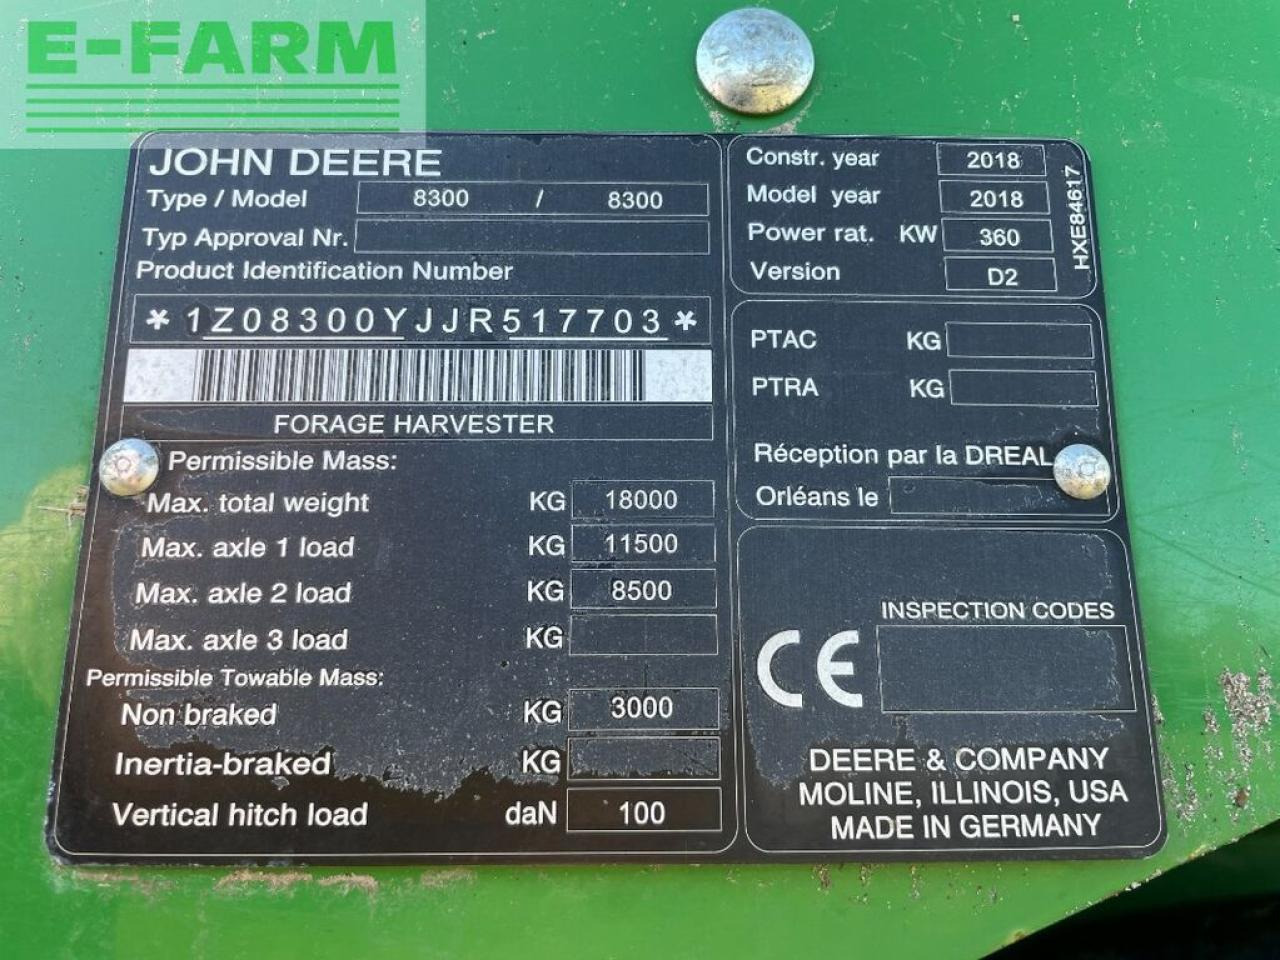 E-FARM
JOHN DEERE
Type / Model 8300 / 8300
Typ Approval Nr.
Product Identification Number
* 1Z08300YJJR517703 *
FORAGE HARVESTER
Permissible Mass:
Max. total weight KG 18000
Max. axle 1 load KG 11500
Max. axle 2 load KG 8500
Max. axle 3 load KG
Permissible Towable Mass:
Non braked KG 3000
Inertia-braked KG
Vertical hitch load daN 100
Constr. year 2018
Model year 2018
Power rat. KW 360
Version D2
HXE84617
PTAC KG
PTRA KG
Réception par la DREAL
Orléans le
INSPECTION CODES
CE
DEERE & COMPANY
MOLINE, ILLINOIS, USA
MADE IN GERMANY